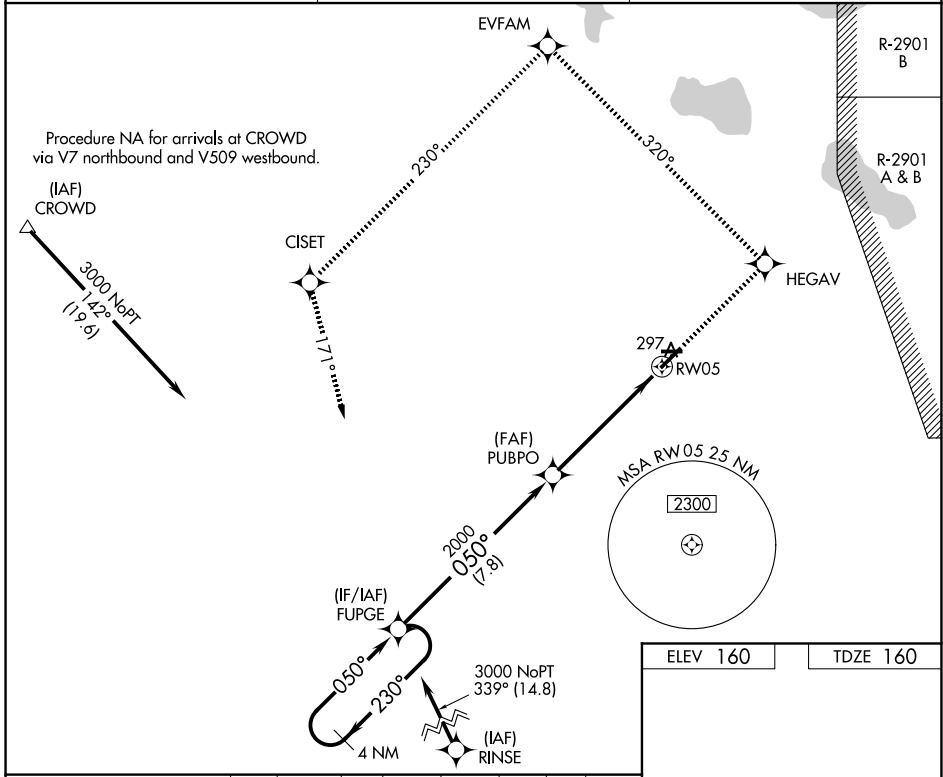 EVFAM
R-2901
B
Procedure NA for arrivals at CROWD
via V7 northbound and V509 westbound.
230°
320°
R-2901
A & B
(IAF)
CROWD
CISET
HEGAV
3000 NoPT
142°
(19.6)
171°
297
RW05
(FAF)
PUBPO
MSA RW05 25 NM
2300
2000
050°
(7.8)
(IF/IAF)
FUPGE
ELEV 160
TDZE 160
050°
230°
3000 NoPT
339° (14.8)
4 NM
(IAF)
RINSE